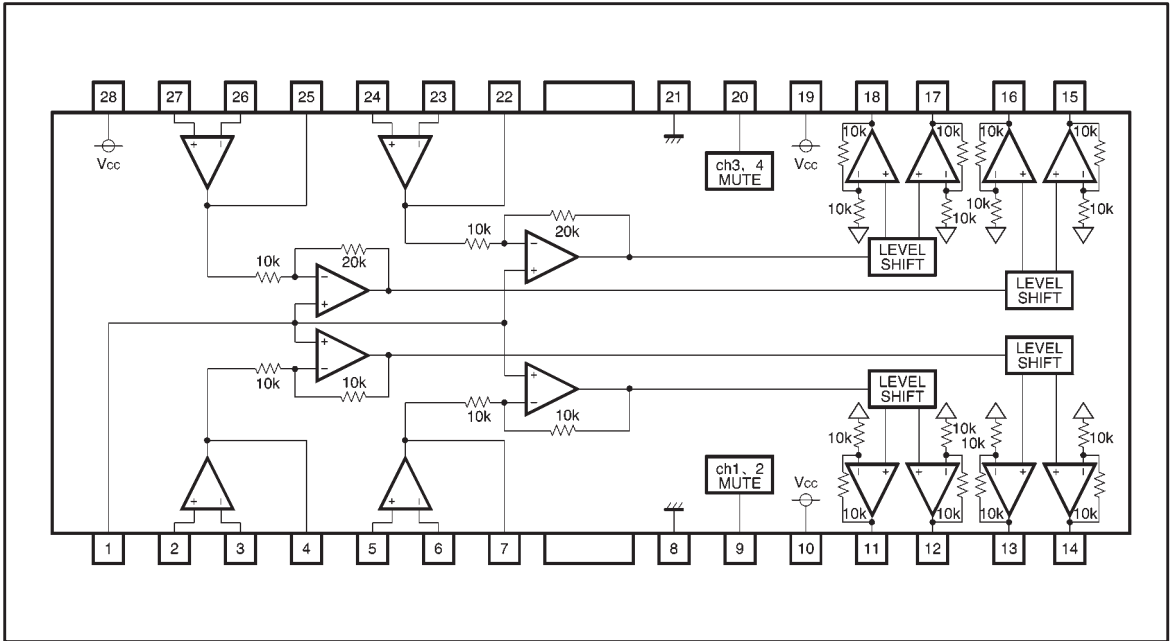 28 27 26 25 24 23 22 21 20 19 18 17 16 15
+ − + −
Vcc
ch3、4
MUTE
Vcc
10k 10k 10k 10k
+ + + +
10k 10k 10k 10k
10k 20k
−
+
LEVEL
SHIFT
10k 20k
−
+
LEVEL
SHIFT
+
−
10k 10k
LEVEL
SHIFT
+
−
10k 10k
LEVEL
SHIFT
10k 10k 10k 10k
+ + + +
10k 10k 10k 10k
ch1、2
MUTE
Vcc
+ − + −
1 2 3 4 5 6 7 8 9 10 11 12 13 14